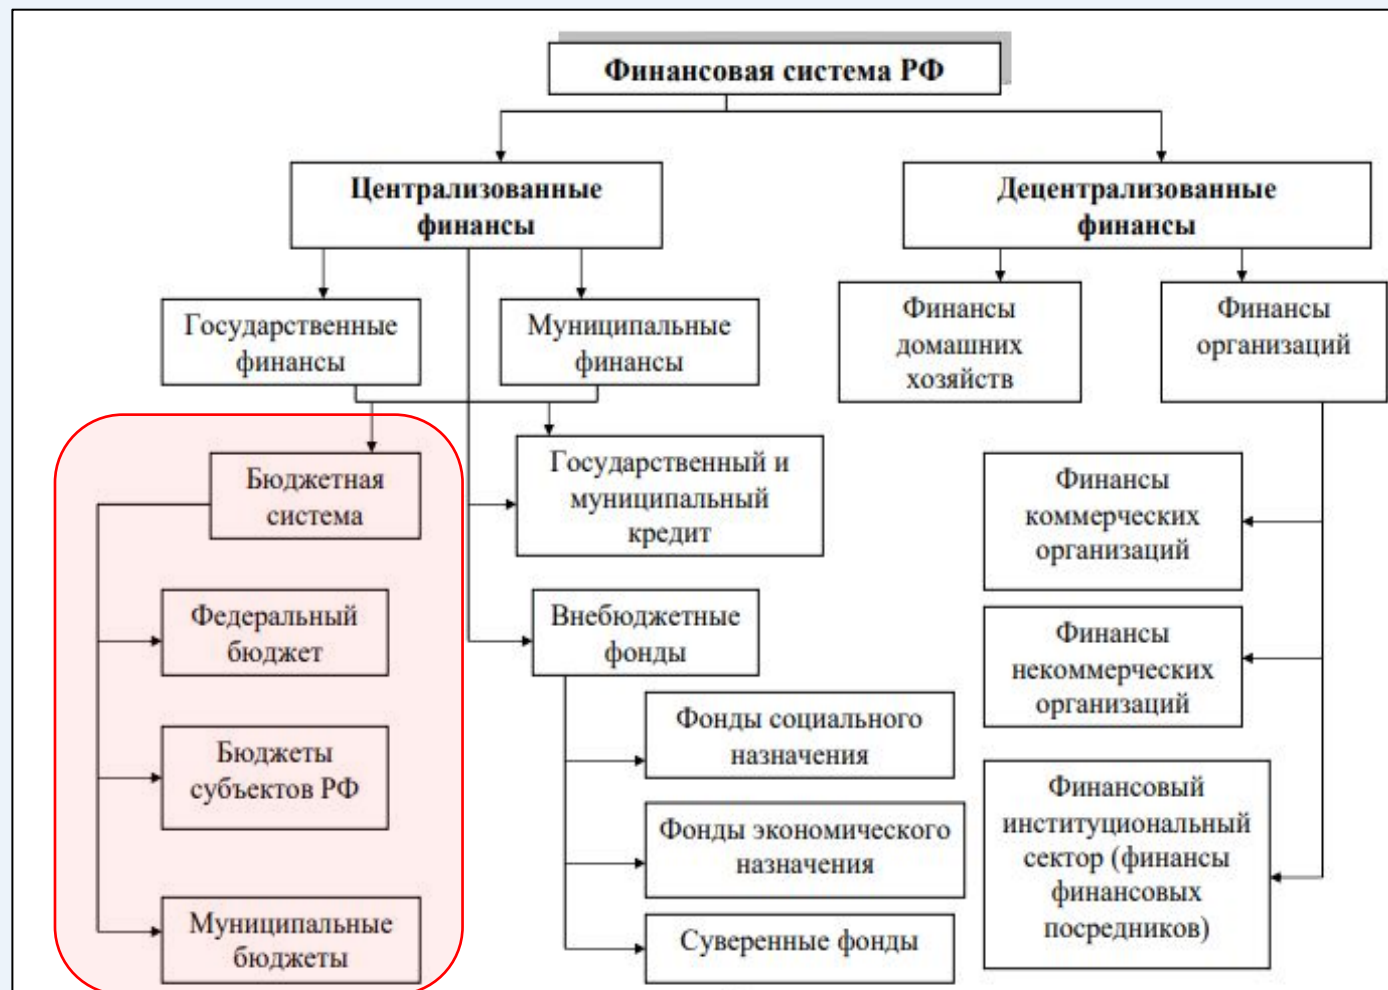 Финансовая система РФ
Централизованные
финансы
Децентрализованные
финансы
Государственные
финансы
Муниципальные
финансы
Финансы
домашних
хозяйств
Финансы
организаций
Бюджетная
система
Государственный и
муниципальный
кредит
Финансы
коммерческих
организаций
Федеральный
бюджет
Внебюджетные
фонды
Финансы
некоммерческих
организаций
Бюджеты
субъектов РФ
Фонды социального
назначения
Финансовый
институциональный
сектор (финансы
финансовых
посредников)
Фонды экономического
назначения
Муниципальные
бюджеты
Суверенные фонды